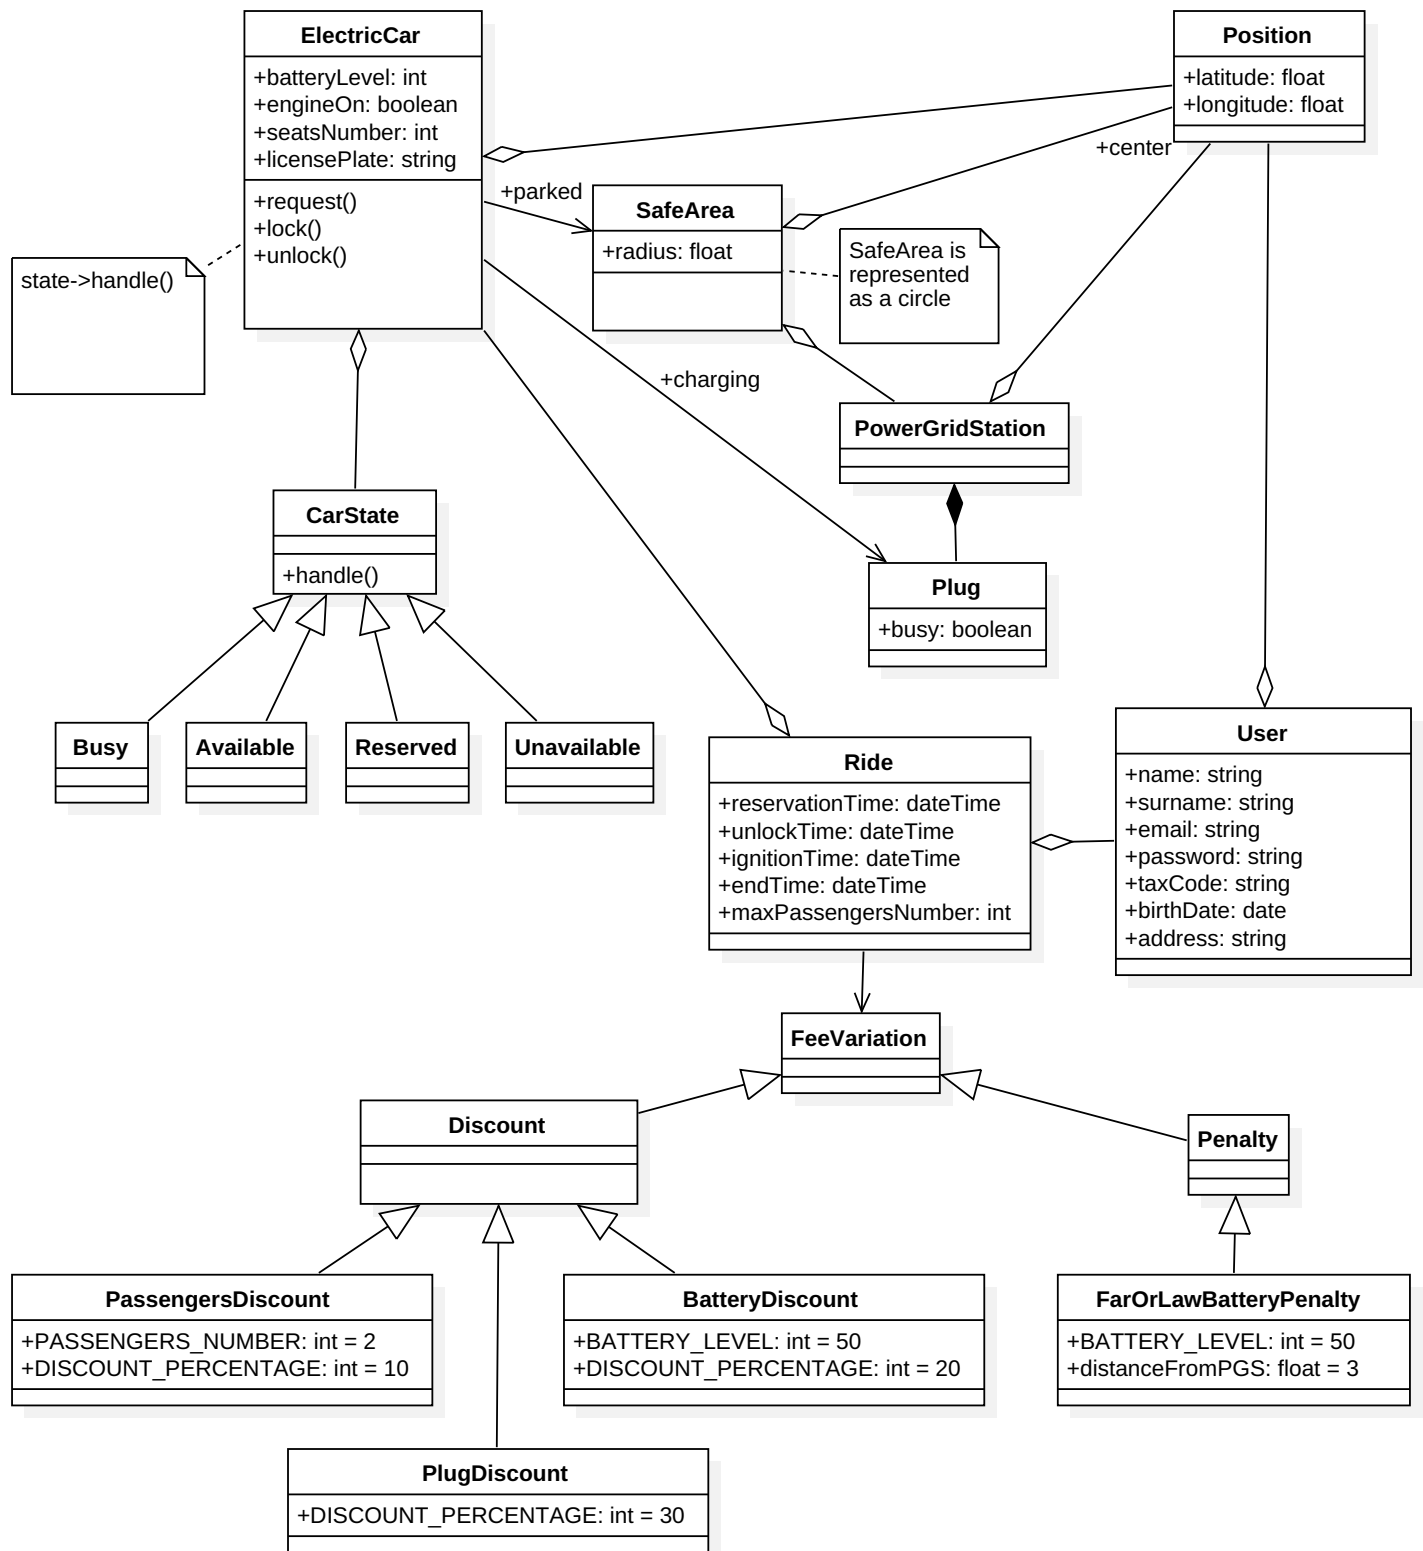 ElectricCar
+batteryLevel: int
+engineOn: boolean
+seatsNumber: int
+licensePlate: string
+request()
+lock()
+unlock()
Position
+latitude: float
+longitude: float
+center
+parked
SafeArea
+radius: float
SafeArea is
represented
as a circle
state->handle()
+charging
PowerGridStation
CarState
+handle()
Plug
+busy: boolean
Busy
Available
Reserved
Unavailable
Ride
+reservationTime: dateTime
+unlockTime: dateTime
+ignitionTime: dateTime
+endTime: dateTime
+maxPassengersNumber: int
User
+name: string
+surname: string
+email: string
+password: string
+taxCode: string
+birthDate: date
+address: string
FeeVariation
Discount
Penalty
PassengersDiscount
+PASSENGERS_NUMBER: int = 2
+DISCOUNT_PERCENTAGE: int = 10
BatteryDiscount
+BATTERY_LEVEL: int = 50
+DISCOUNT_PERCENTAGE: int = 20
FarOrLawBatteryPenalty
+BATTERY_LEVEL: int = 50
+distanceFromPGS: float = 3
PlugDiscount
+DISCOUNT_PERCENTAGE: int = 30